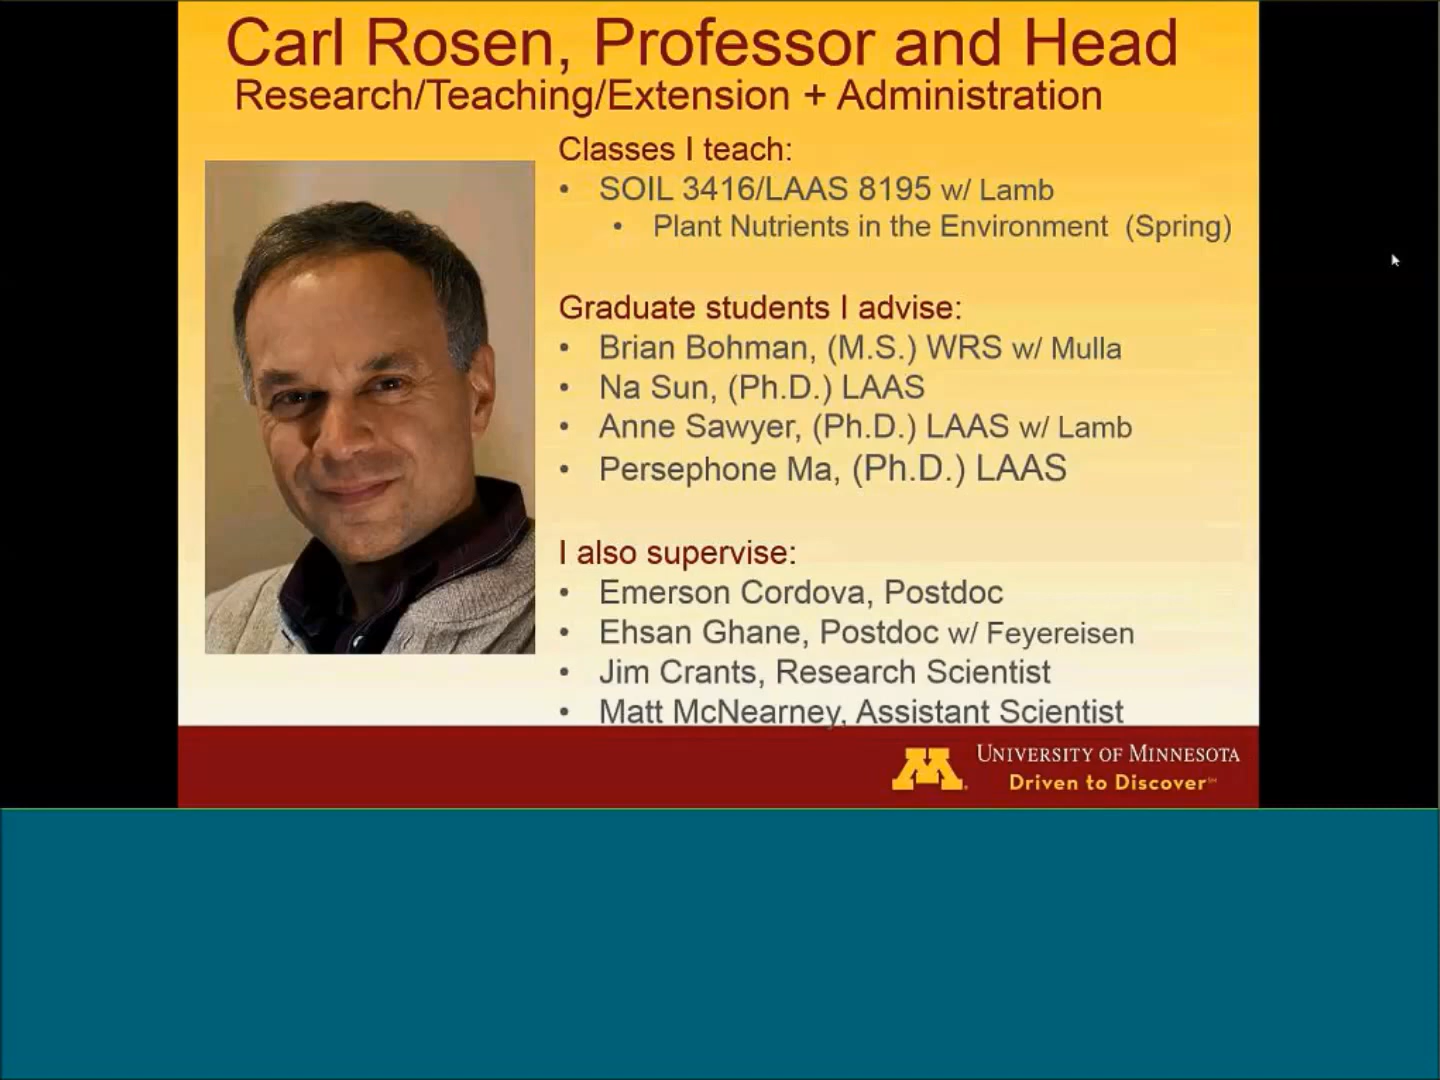 Carl Rosen, Professor and Head
Research/Teaching/Extension + Administration
Classes I teach:
• SOIL 3416/LAAS 8195 w/ Lamb
• Plant Nutrients in the Environment (Spring)
Graduate students I advise:
• Brian Bohman, (M.S.) WRS w/ Mulla
• Na Sun, (Ph.D.) LAAS
• Anne Sawyer, (Ph.D.) LAAS w/ Lamb
• Persephone Ma, (Ph.D.) LAAS
I also supervise:
• Emerson Cordova, Postdoc
• Ehsan Ghane, Postdoc w/ Feyereisen
• Jim Crants, Research Scientist
• Matt McNearney, Assistant Scientist
M UNIVERSITY OF MINNESOTA
Driven to Discover℠